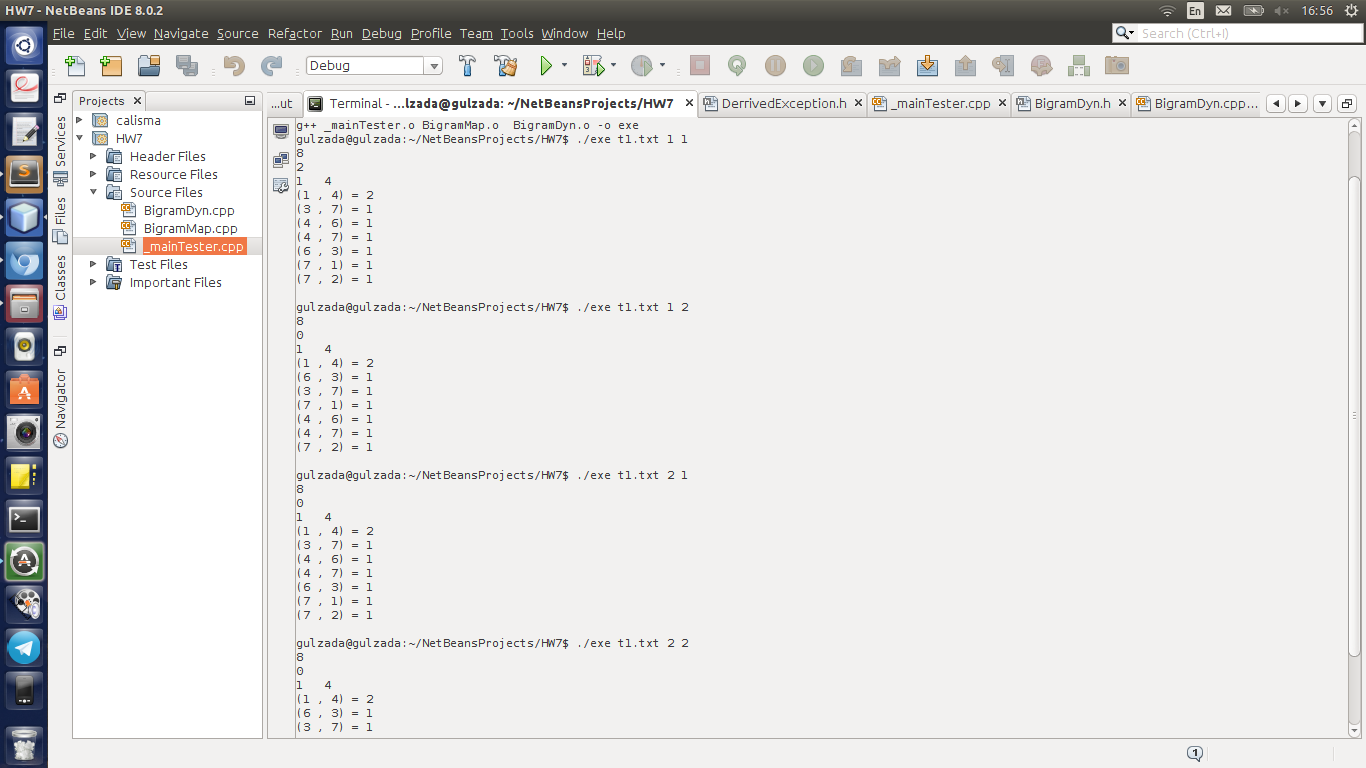 HW7 - NetBeans IDE 8.0.2
En
16:56
File Edit View Navigate Source Refactor Run Debug Profile Team Tools Window Help
Search (Ctrl+I)
Debug
Projects
calisma
HW7
Header Files
Resource Files
Source Files
BigramDyn.cpp
BigramMap.cpp
_mainTester.cpp
Test Files
Important Files
Services
Files
Classes
Navigator
...ut
Terminal - ...lzada@gulzada: ~/NetBeansProjects/HW7
DerrivedException.h
_mainTester.cpp
BigramDyn.h
BigramDyn.cpp...
g++ _mainTester.o BigramMap.o  BigramDyn.o -o exe
gulzada@gulzada:~/NetBeansProjects/HW7$ ./exe t1.txt 1 1
8
2
1   4
(1 , 4) = 2
(3 , 7) = 1
(4 , 6) = 1
(4 , 7) = 1
(6 , 3) = 1
(7 , 1) = 1
(7 , 2) = 1
gulzada@gulzada:~/NetBeansProjects/HW7$ ./exe t1.txt 1 2
8
0
1   4
(1 , 4) = 2
(6 , 3) = 1
(3 , 7) = 1
(7 , 1) = 1
(4 , 6) = 1
(4 , 7) = 1
(7 , 2) = 1
gulzada@gulzada:~/NetBeansProjects/HW7$ ./exe t1.txt 2 1
8
0
1   4
(1 , 4) = 2
(3 , 7) = 1
(4 , 6) = 1
(4 , 7) = 1
(6 , 3) = 1
(7 , 1) = 1
(7 , 2) = 1
gulzada@gulzada:~/NetBeansProjects/HW7$ ./exe t1.txt 2 2
8
0
1   4
(1 , 4) = 2
(6 , 3) = 1
(3 , 7) = 1
1